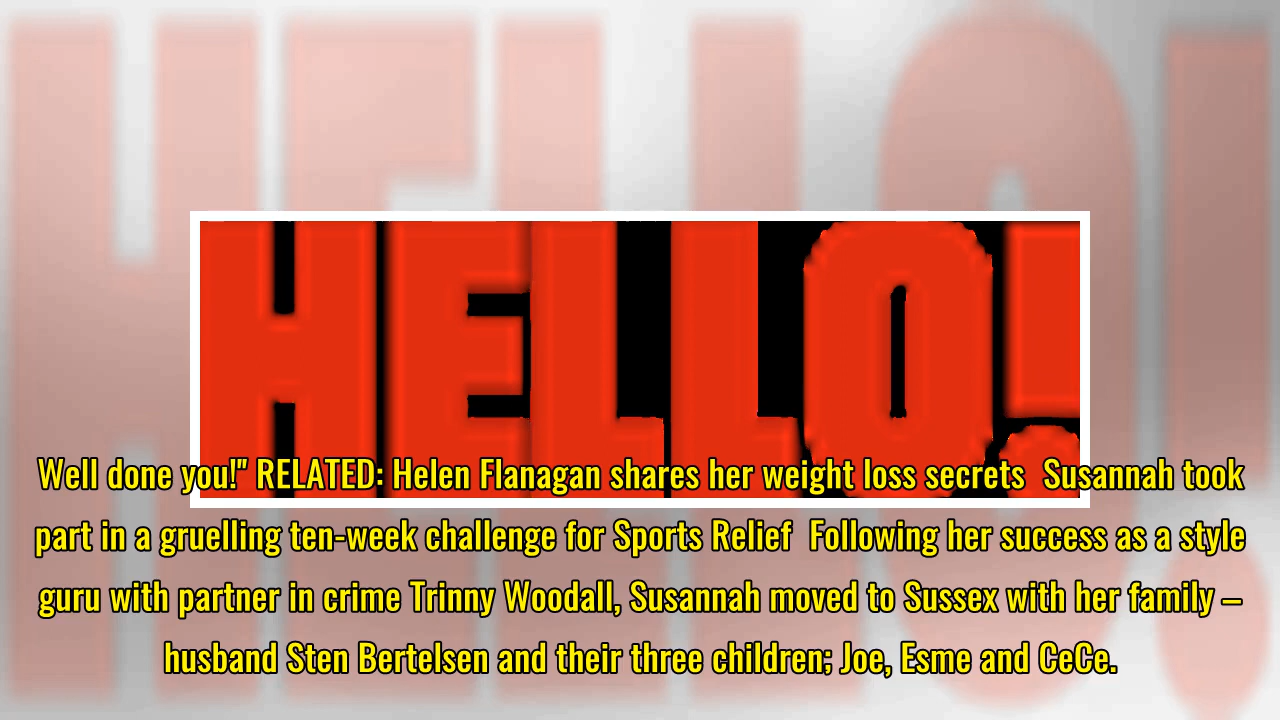 HELLO!
Well done you!" RELATED: Helen Flanagan shares her weight loss secrets  Susannah took
part in a gruelling ten-week challenge for Sports Relief  Following her success as a style
guru with partner in crime Trinny Woodall, Susannah moved to Sussex with her family –
husband Sten Bertelsen and their three children; Joe, Esme and CeCe.